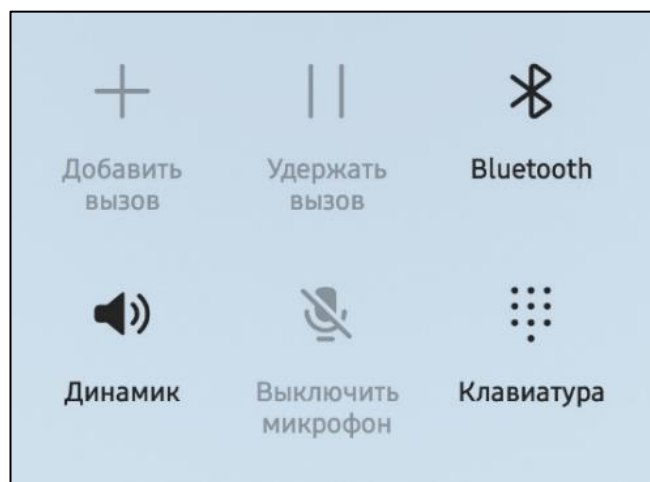 Добавить
вызов
Удержать
вызов
Bluetooth
Динамик
Выключить
микрофон
Клавиатура